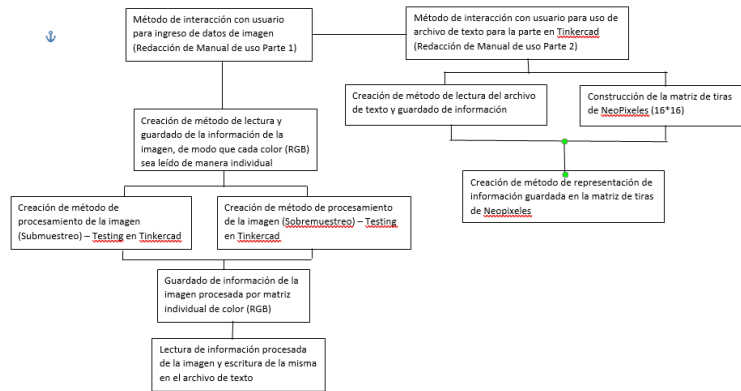 Método de interacción con usuario
para ingreso de datos de imagen
(Redacción de Manual de uso Parte 1)
Método de interacción con usuario para uso de
archivo de texto para la parte en Tinkercad
(Redacción de Manual de uso Parte 2)
Creación de método de lectura del archivo
de texto y guardado de información
Construcción de la matriz de tiras
de NeoPixeles (16*16)
Creación de método de lectura y
guardado de la información de la
imagen, de modo que cada color (RGB)
sea leído de manera individual
Creación de método de representación de
información guardada en la matriz de tiras
de Neopixeles
Creación de método de
procesamiento de la imagen
(Submuestreo) – Testing en Tinkercad
Creación de método de procesamiento
de la imagen (Sobremuestreo) – Testing
en Tinkercad
Guardado de información de la
imagen procesada por matriz
individual de color (RGB)
Lectura de información procesada
de la imagen y escritura de la misma
en el archivo de texto